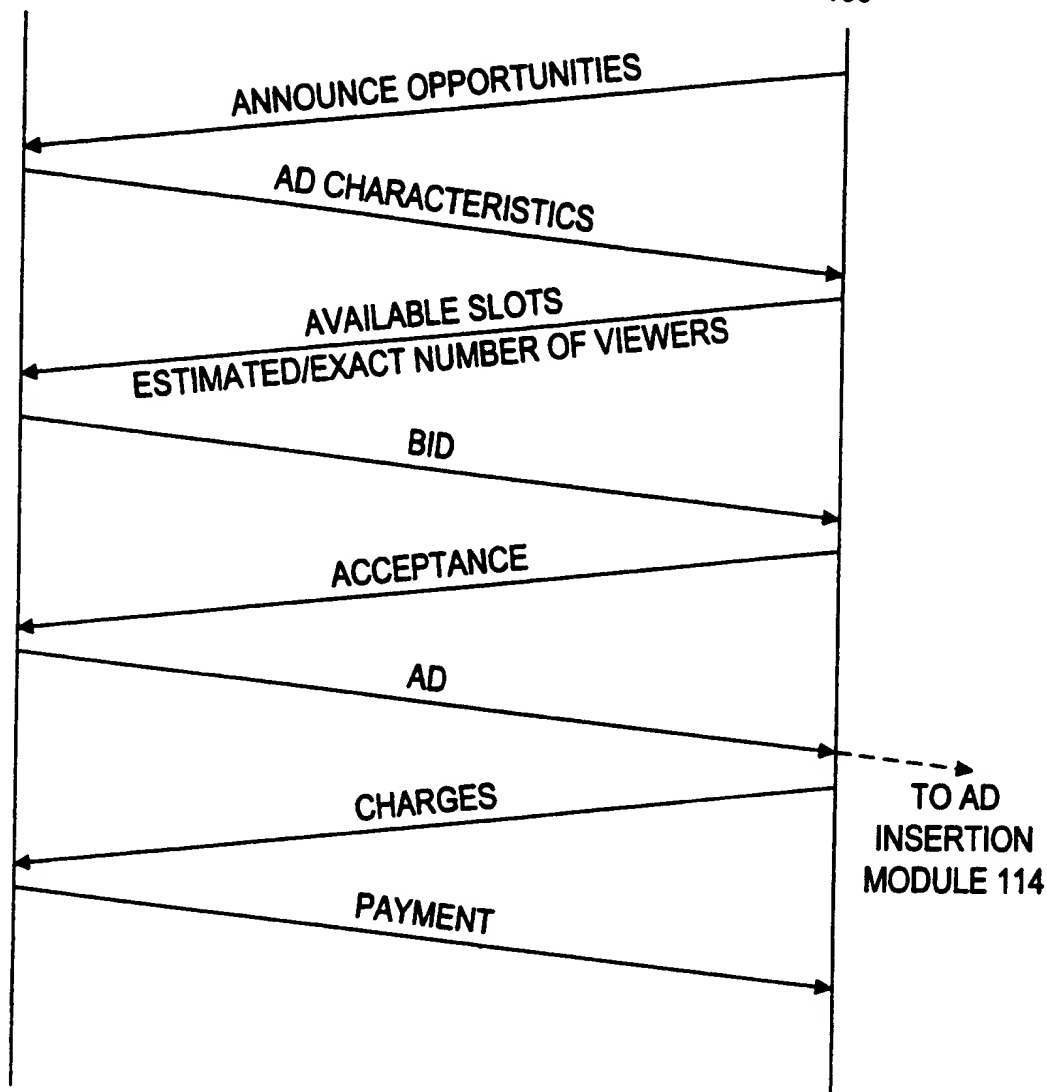 ANNOUNCE OPPORTUNITIES
AD CHARACTERISTICS
AVAILABLE SLOTS
ESTIMATED/EXACT NUMBER OF VIEWERS
BID
ACCEPTANCE
AD
TO AD
INSERTION
MODULE 114
CHARGES
PAYMENT